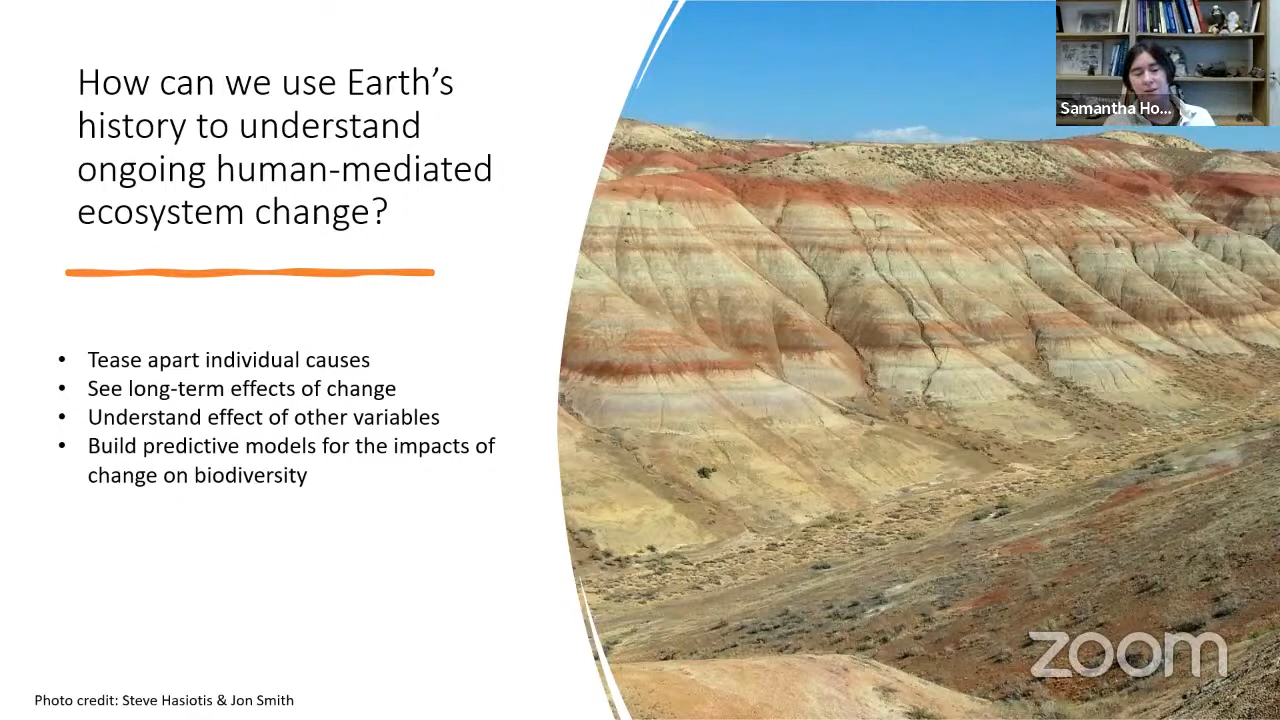 How can we use Earth’s
history to understand
ongoing human-mediated
ecosystem change?
• Tease apart individual causes
• See long-term effects of change
• Understand effect of other variables
• Build predictive models for the impacts of
change on biodiversity
Photo credit: Steve Hasiotis & Jon Smith
Samantha Ho...
zoom